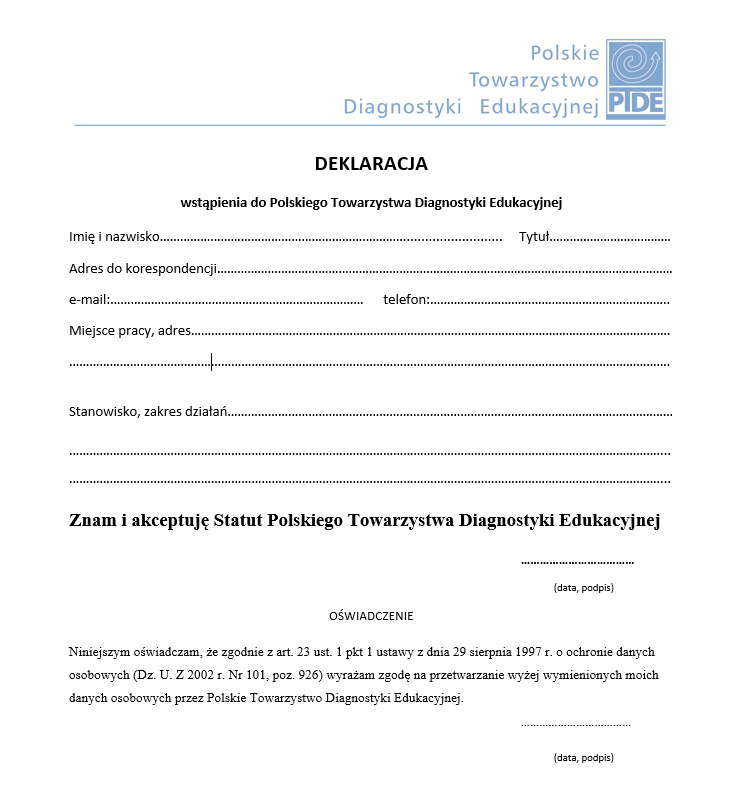 Polskie
Towarzystwo
Diagnostyki Edukacyjnej
PTDE
DEKLARACJA
wstąpienia do Polskiego Towarzystwa Diagnostyki Edukacyjnej
Imię i nazwisko…………………………………………………………………………………… Tytuł………………………………
Adres do korespondencji………………………………………………………………………………………………………………………
e-mail:………………………………………………………………… telefon:………………………………………………………………
Miejsce pracy, adres………………………………………………………………………………………………………………………………
………………………………………………………………………………………………………………………………………………………………
Stanowisko, zakres działań………………………………………………………………………………………………………………………
………………………………………………………………………………………………………………………………………………………………
………………………………………………………………………………………………………………………………………………………………
Znam i akceptuję Statut Polskiego Towarzystwa Diagnostyki Edukacyjnej
………………………………
(data, podpis)
OŚWIADCZENIE
Niniejszym oświadczam, że zgodnie z art. 23 ust. 1 pkt 1 ustawy z dnia 29 sierpnia 1997 r. o ochronie danych
osobowych (Dz. U. Z 2002 r. Nr 101, poz. 926) wyrażam zgodę na przetwarzanie wyżej wymienionych moich
danych osobowych przez Polskie Towarzystwo Diagnostyki Edukacyjnej.
………………………………
(data, podpis)